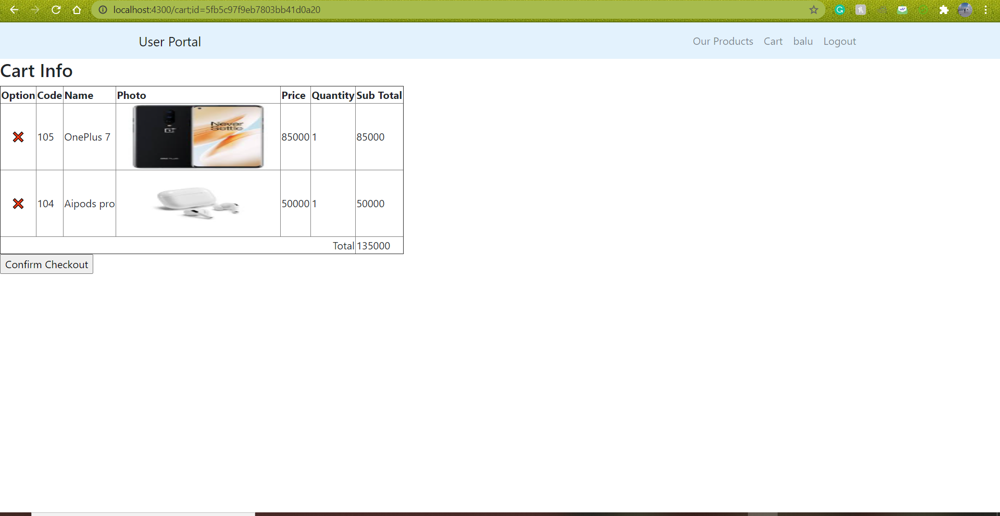 localhost:4300/cart;id=5fb5c97f9eb7803bb41d0a20
User Portal Our Products Cart balu Logout
Cart Info
Option Code Name Photo Price Quantity Sub Total
Never
Settle
105 OnePlus 7 85000 1 85000
104 Aipods pro 50000 1 50000
Total 135000
Confirm Checkout